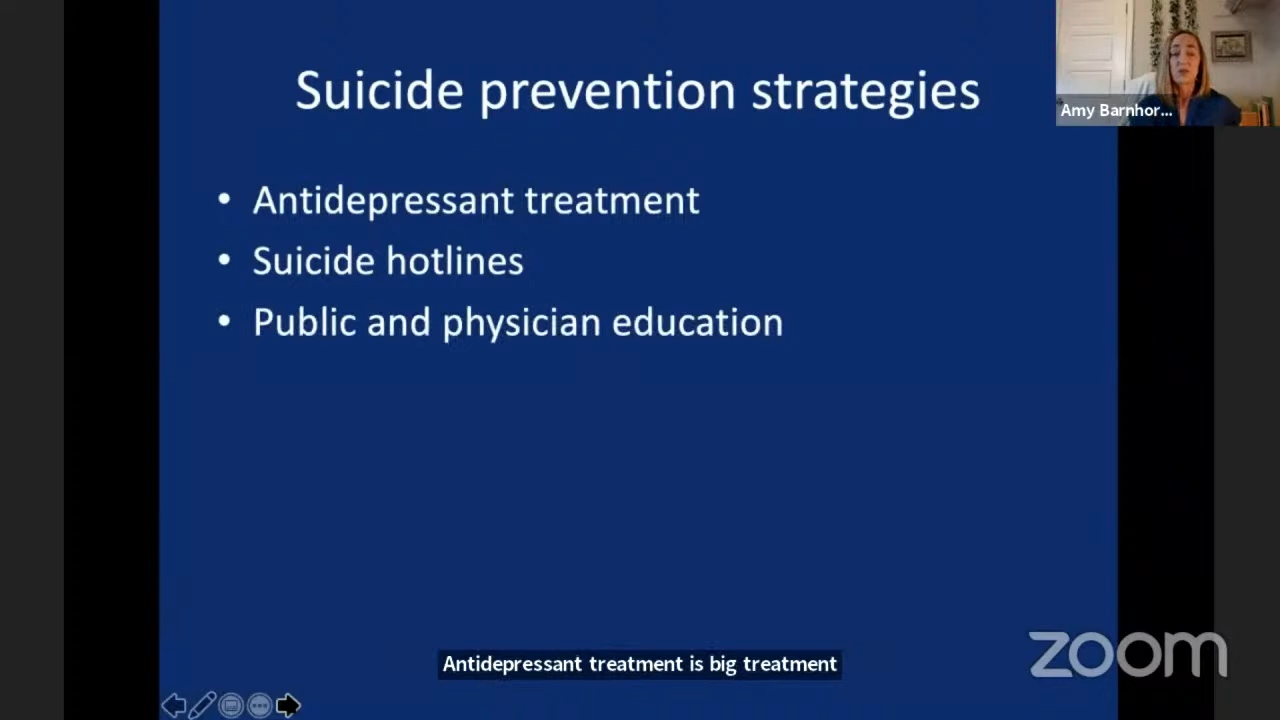 Suicide prevention strategies
Amy Barnhor...
• Antidepressant treatment
• Suicide hotlines
• Public and physician education
Antidepressant treatment is big treatment
zoom